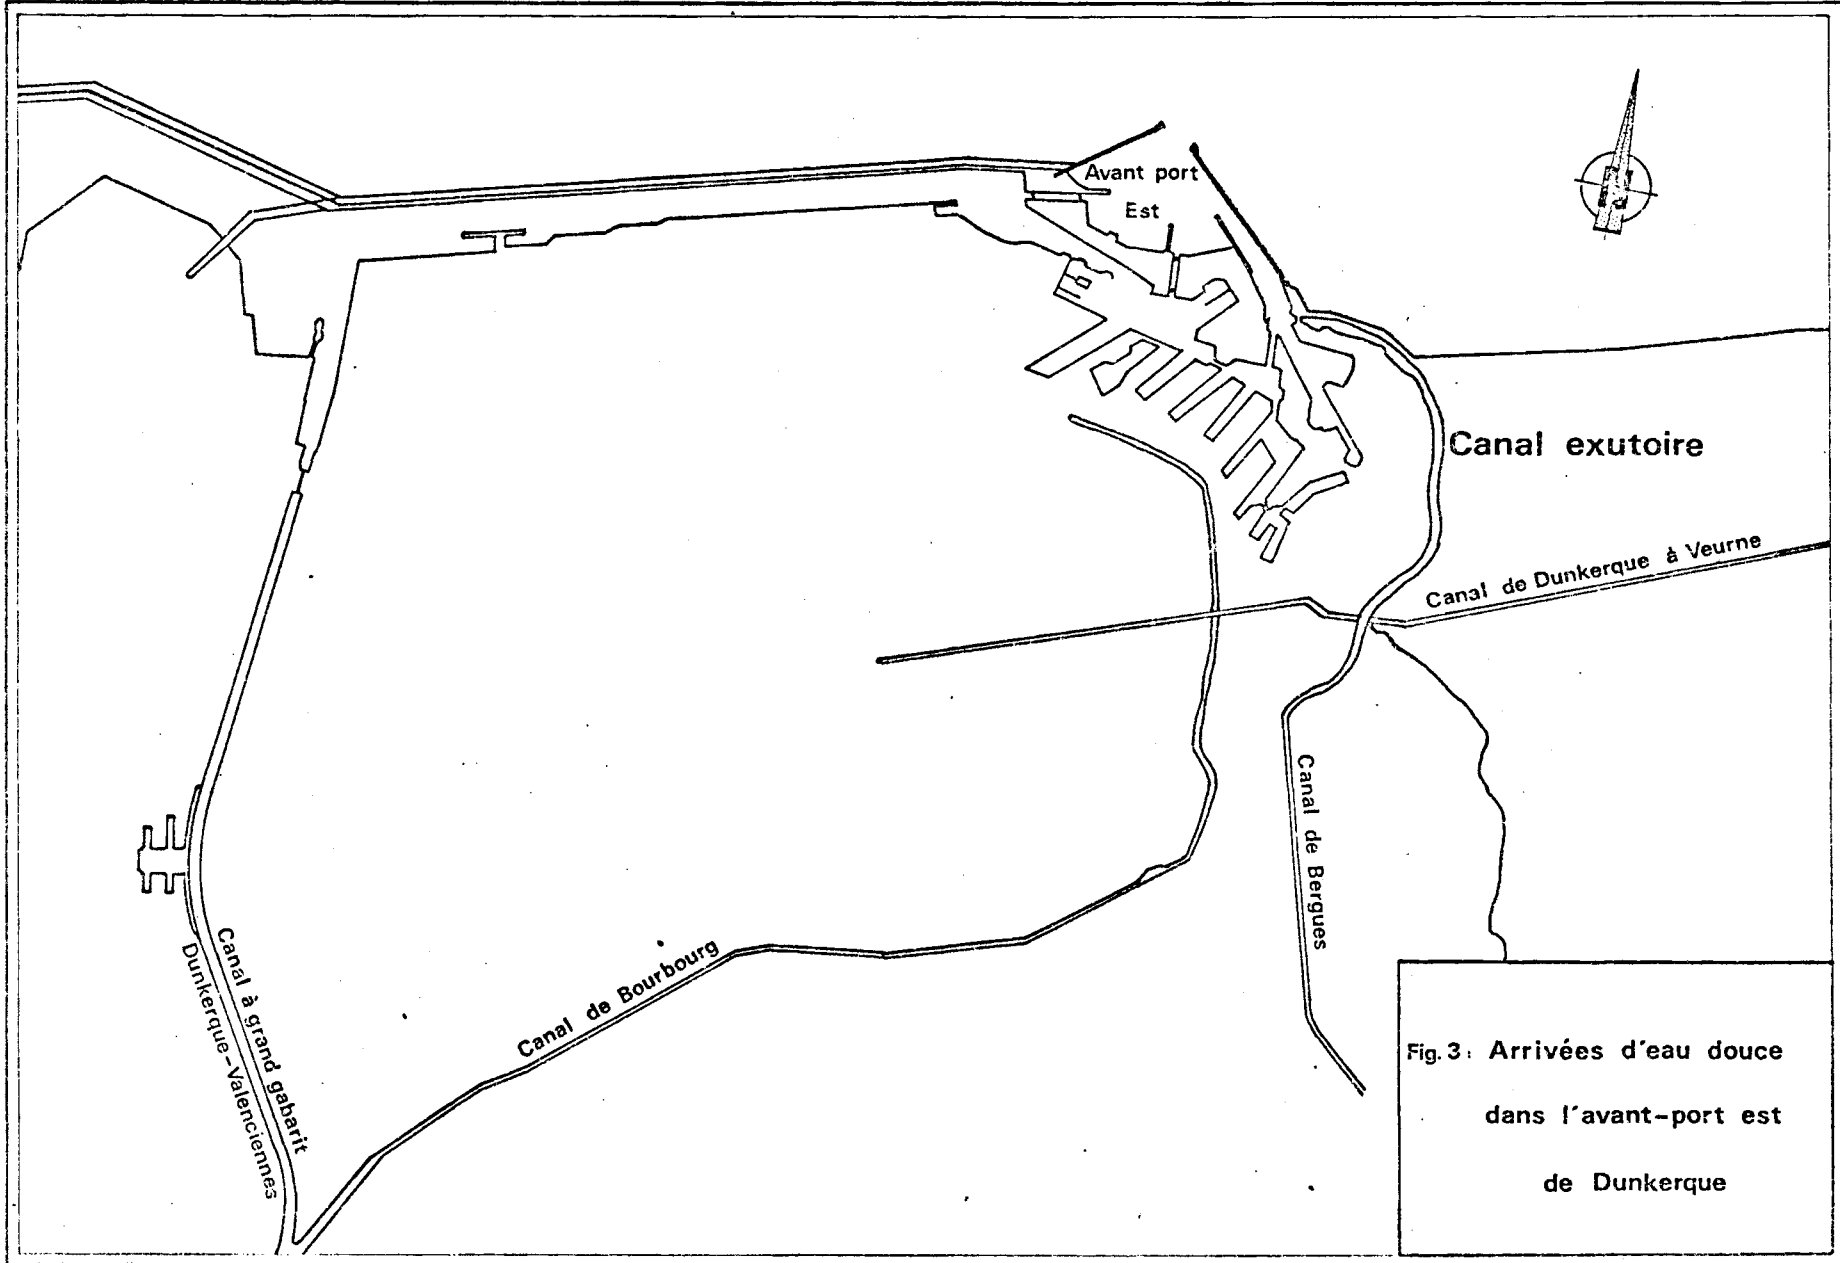 Avant port
Est
Canal exutoire
Canal de Dunkerque à Veurne
Canal de Bergues
Canal de Bourbourg
Canal à grand gabarit
Dunkerque-Valenciennes
Fig. 3: Arrivées d'eau douce
dans l'avant-port est
de Dunkerque